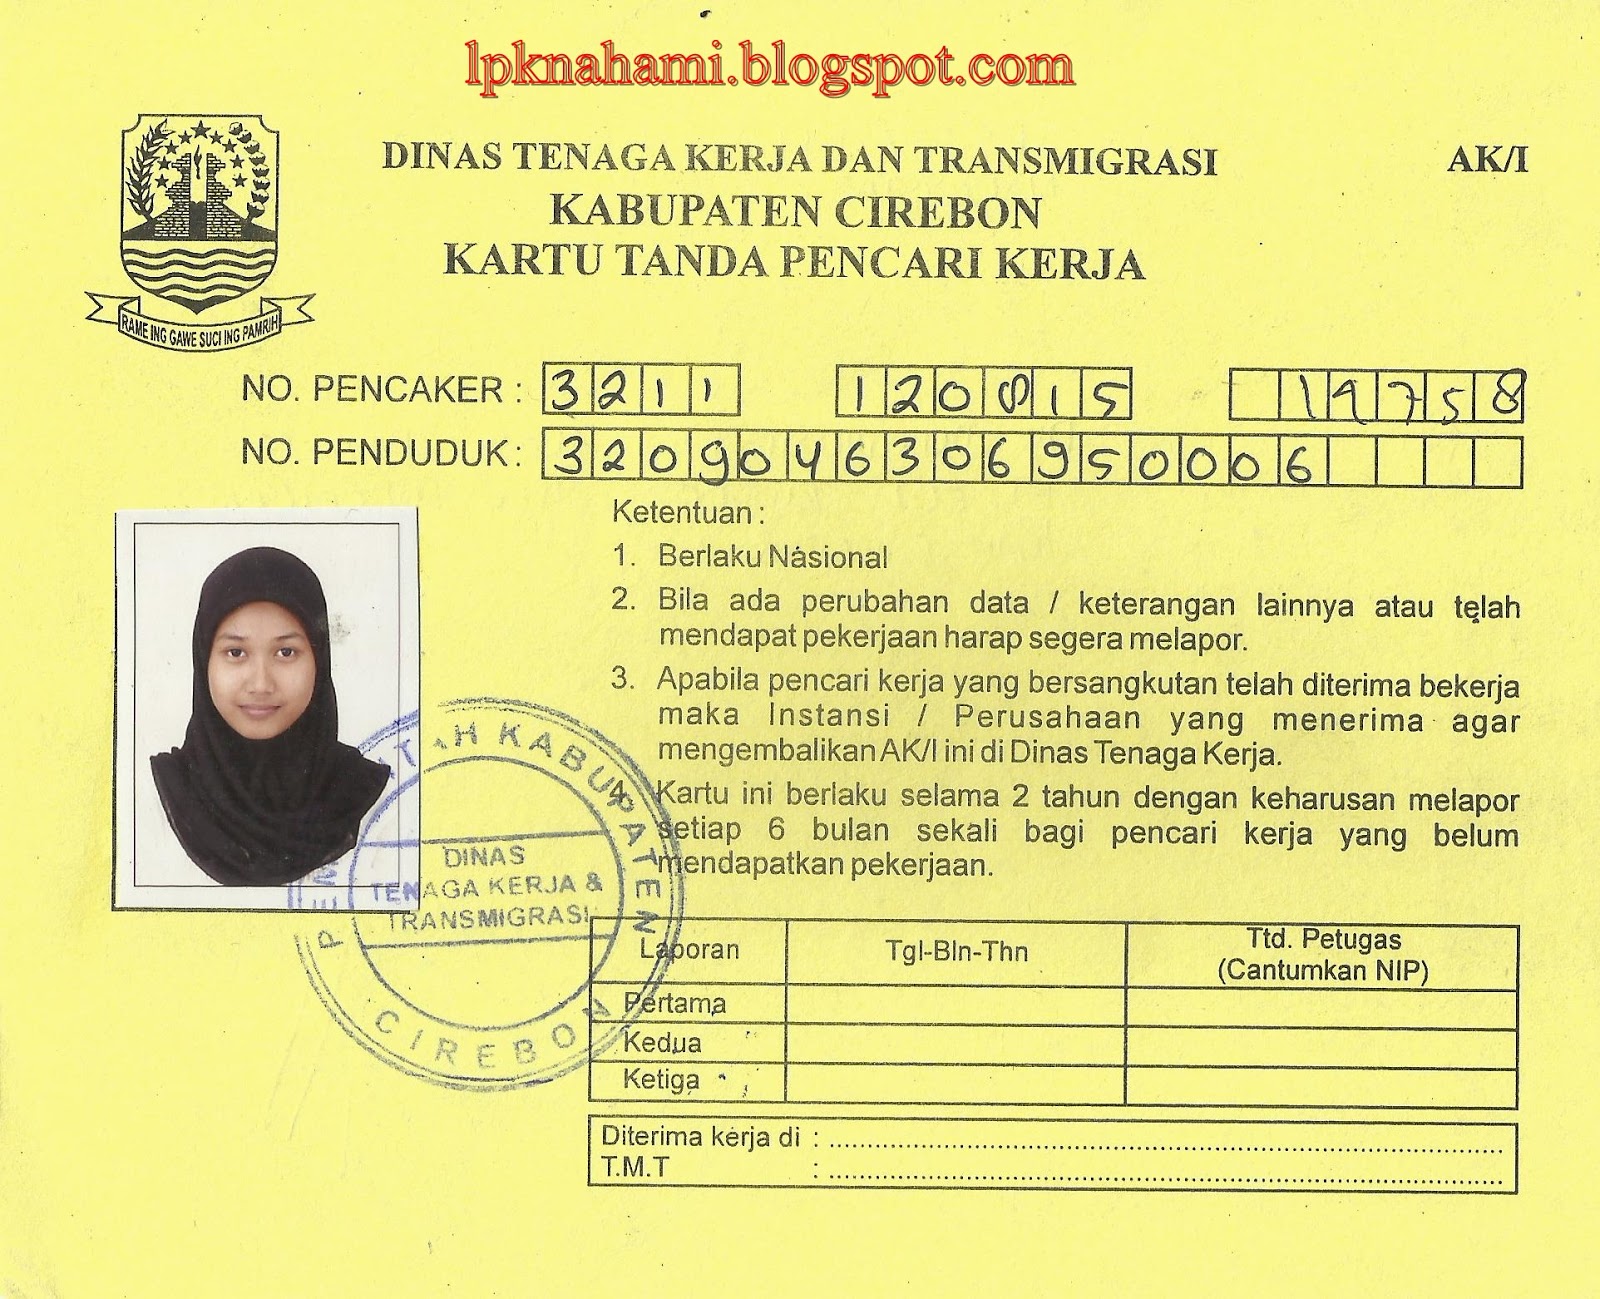 lpknahami.blogspot.com
DINAS TENAGA KERJA DAN TRANSMIGRASI AK/I
KABUPATEN CIREBON
KARTU TANDA PENCARI KERJA
RAME ING GAWE SUCI ING PAMRIH
NO. PENCAKER : 3211 120815 19758
NO. PENDUDUK : 3209046306950006
Ketentuan :
1. Berlaku Nasional
2. Bila ada perubahan data / keterangan lainnya atau telah
mendapat pekerjaan harap segera melapor.
3. Apabila pencari kerja yang bersangkutan telah diterima bekerja
maka Instansi / Perusahaan yang menerima agar
mengembalikan AK/I ini di Dinas Tenaga Kerja.
4. Kartu ini berlaku selama 2 tahun dengan keharusan melapor
setiap 6 bulan sekali bagi pencari kerja yang belum
mendapatkan pekerjaan.
KABUPATEN
DINAS
TENAGA KERJA &
TRANSMIGRASI
CIREBON
Laporan Tgl-Bln-Thn Ttd. Petugas
(Cantumkan NIP)
Pertama
Kedua
Ketiga
Diterima kerja di : ..........
T.M.T : ..........